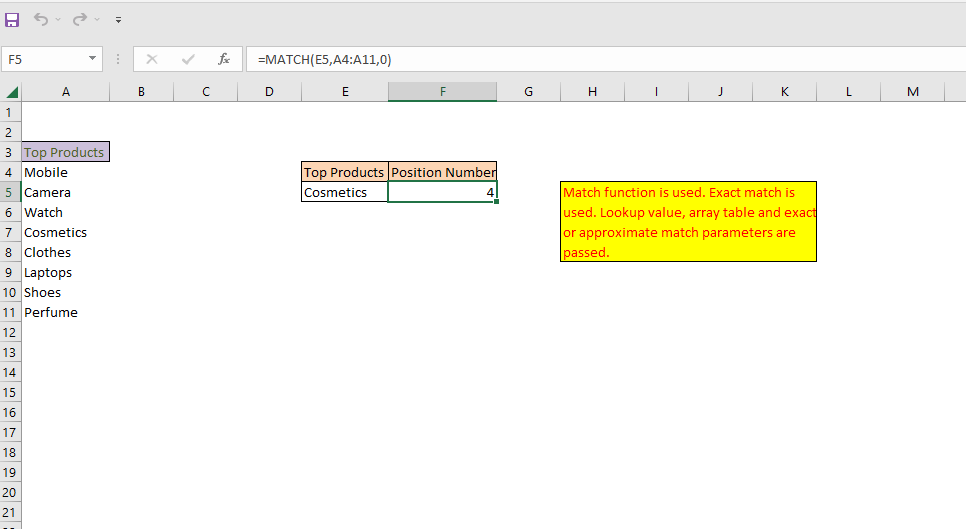 F5
fx
=MATCH(E5,A4:A11,0)
A B C D E F G H I J K L M
1
2
3 Top Products
4 Mobile Top Products Position Number
5 Camera Cosmetics 4 Match function is used. Exact match is
6 Watch used. Lookup value, array table and exact
7 Cosmetics or approximate match parameters are
8 Clothes passed.
9 Laptops
10 Shoes
11 Perfume
12
13
14
15
16
17
18
19
20
21